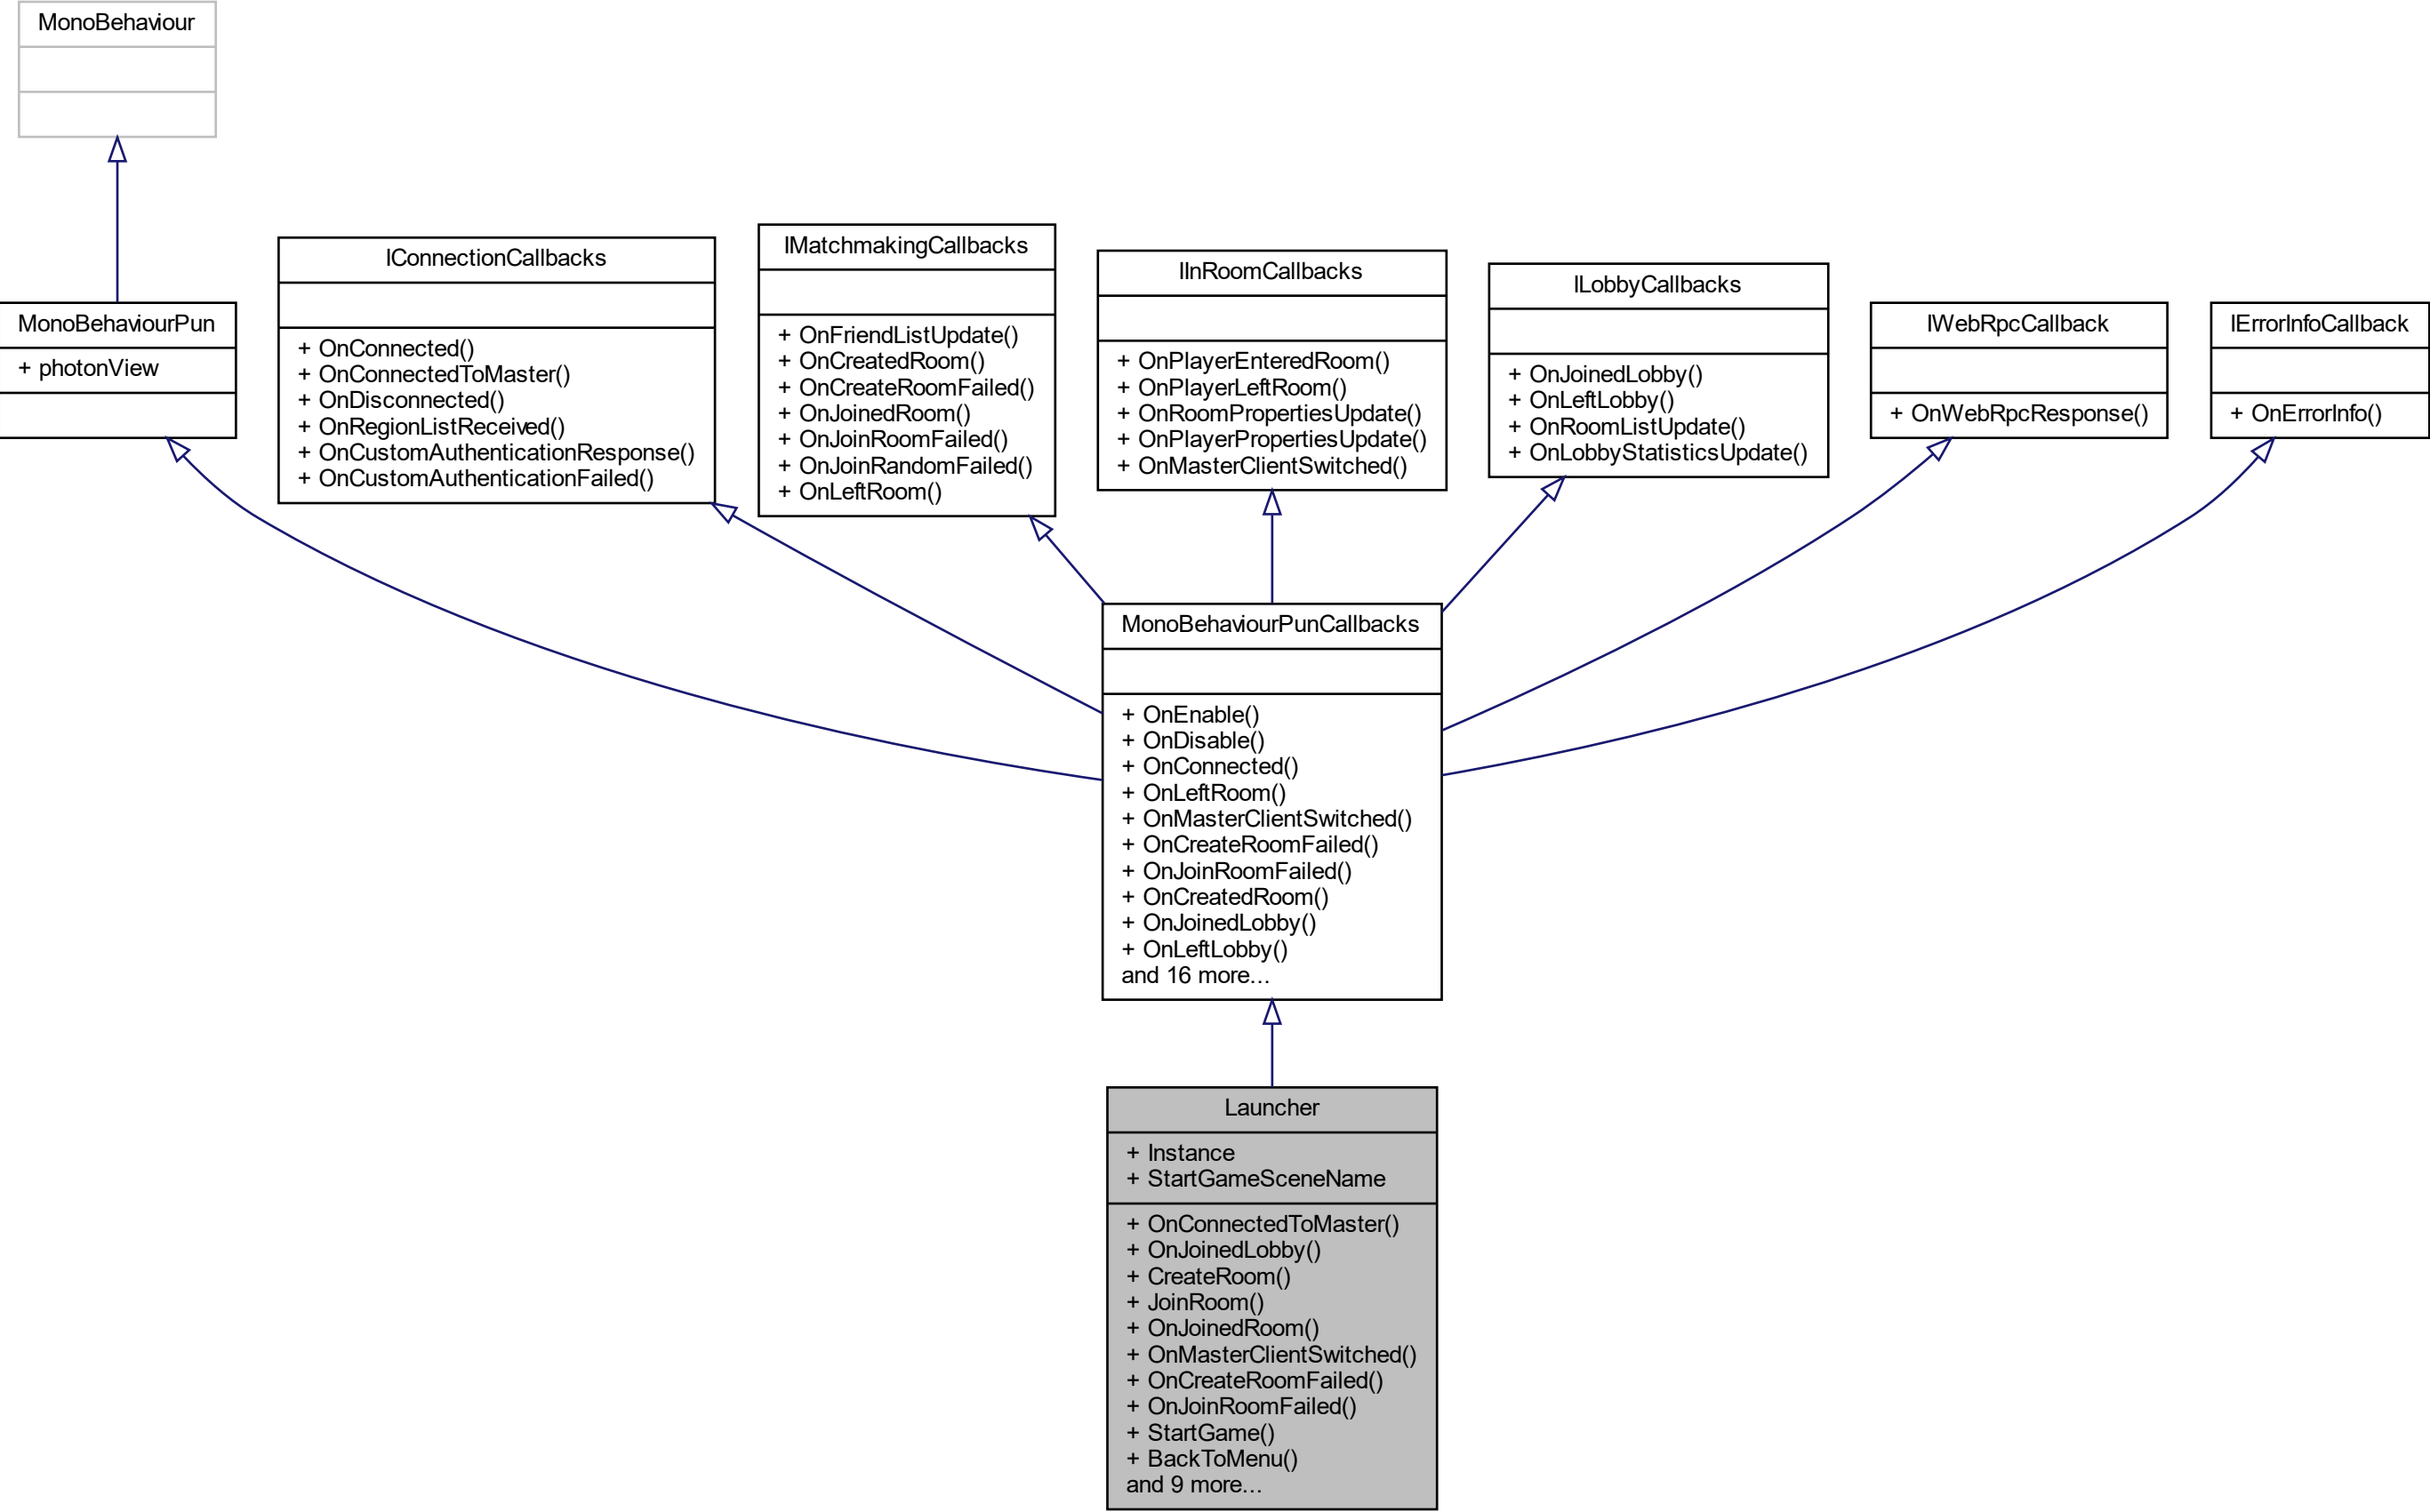 MonoBehaviour
MonoBehaviourPun
+ photonView
IConnectionCallbacks
+ OnConnected()
+ OnConnectedToMaster()
+ OnDisconnected()
+ OnRegionListReceived()
+ OnCustomAuthenticationResponse()
+ OnCustomAuthenticationFailed()
IMatchmakingCallbacks
+ OnFriendListUpdate()
+ OnCreatedRoom()
+ OnCreateRoomFailed()
+ OnJoinedRoom()
+ OnJoinRoomFailed()
+ OnJoinRandomFailed()
+ OnLeftRoom()
IInRoomCallbacks
+ OnPlayerEnteredRoom()
+ OnPlayerLeftRoom()
+ OnRoomPropertiesUpdate()
+ OnPlayerPropertiesUpdate()
+ OnMasterClientSwitched()
ILobbyCallbacks
+ OnJoinedLobby()
+ OnLeftLobby()
+ OnRoomListUpdate()
+ OnLobbyStatisticsUpdate()
IWebRpcCallback
+ OnWebRpcResponse()
IErrorInfoCallback
+ OnErrorInfo()
MonoBehaviourPunCallbacks
+ OnEnable()
+ OnDisable()
+ OnConnected()
+ OnLeftRoom()
+ OnMasterClientSwitched()
+ OnCreateRoomFailed()
+ OnJoinRoomFailed()
+ OnCreatedRoom()
+ OnJoinedLobby()
+ OnLeftLobby()
and 16 more...
Launcher
+ Instance
+ StartGameSceneName
+ OnConnectedToMaster()
+ OnJoinedLobby()
+ CreateRoom()
+ JoinRoom()
+ OnJoinedRoom()
+ OnMasterClientSwitched()
+ OnCreateRoomFailed()
+ OnJoinRoomFailed()
+ StartGame()
+ BackToMenu()
and 9 more...